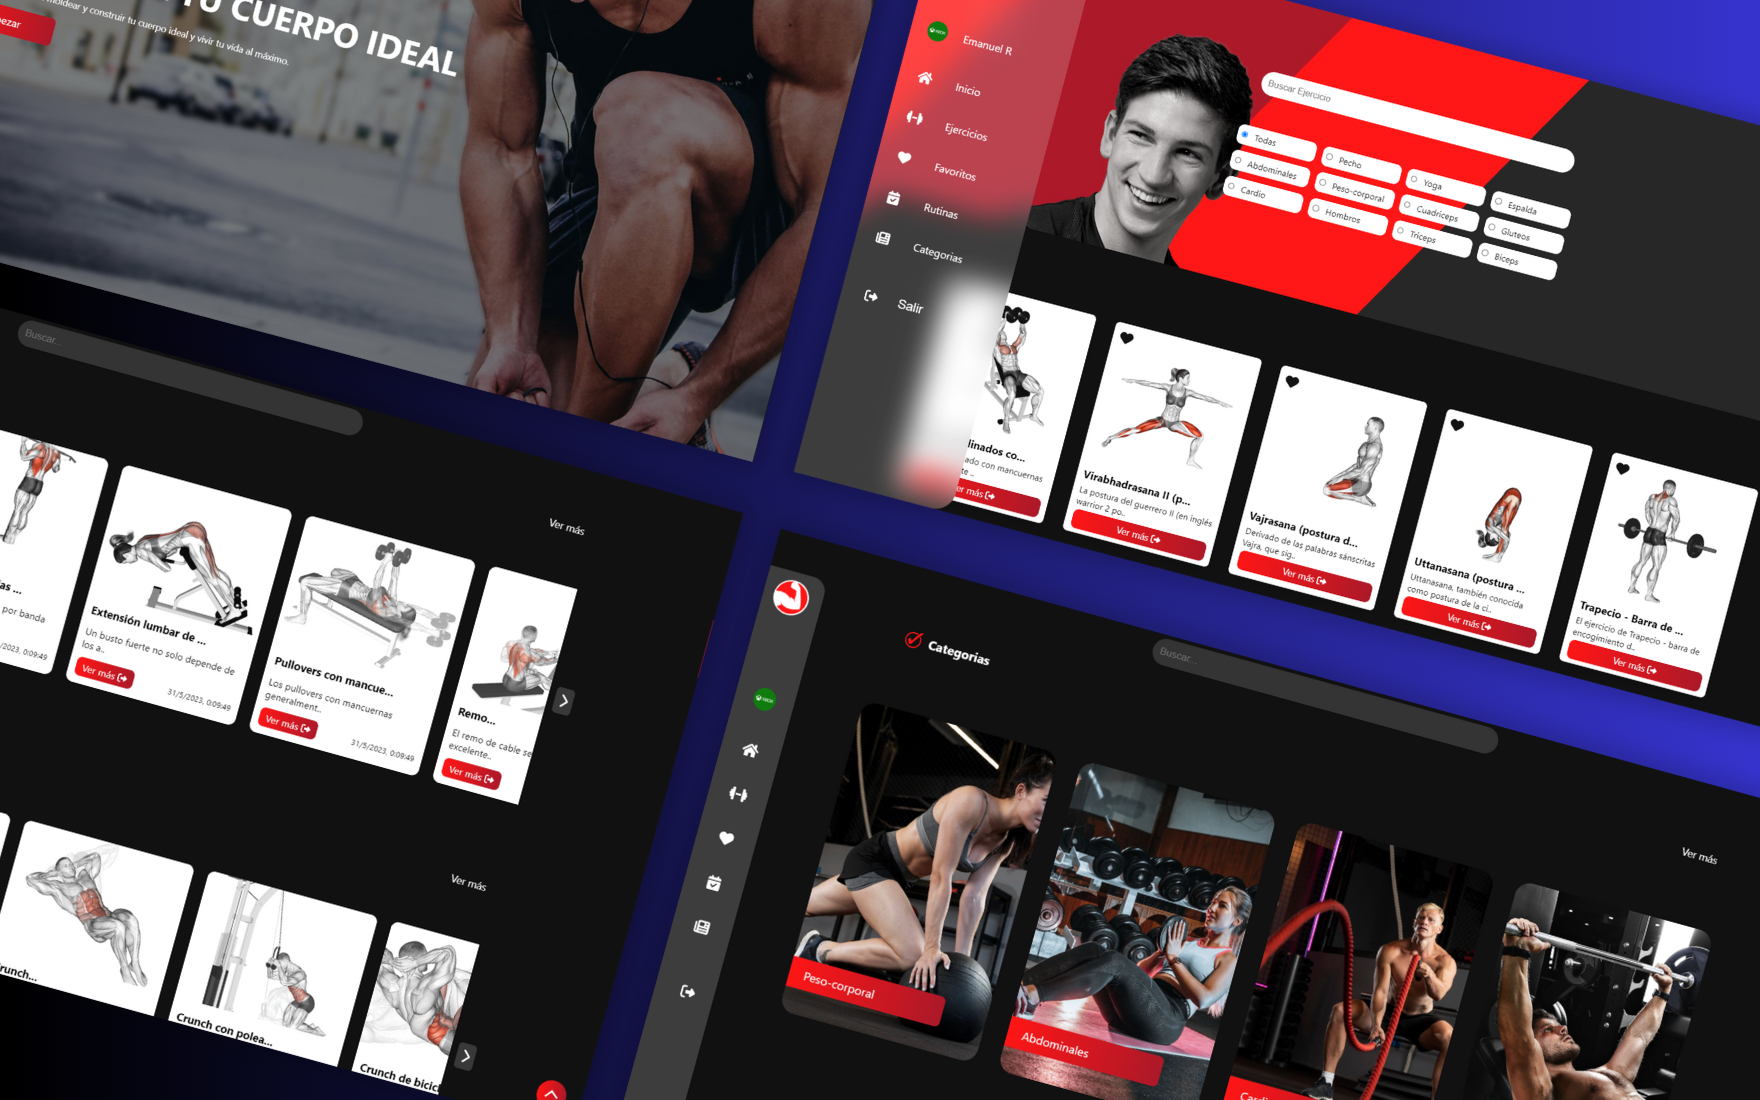 TU CUERPO IDEAL
moldear y construir tu cuerpo ideal y vivir tu vida al máximo.
ezar
Buscar...
Ver más
as ...
por banda
/2023, 0:09:49
Extensión lumbar de ...
Un busto fuerte no solo depende de
los a..
Ver más
31/5/2023, 0:09:49
Pullovers con mancue...
Los pullovers con mancuernas
generalment..
Ver más
31/5/2023, 0:09:49
Remo...
El remo de cable se
excelente..
Ver más
Ver más
runch...
Crunch con polea...
Crunch de bicicl
XBOX
Emanuel R
Inicio
Ejercicios
Favoritos
Rutinas
Categorias
Salir
Buscar Ejercicio
Todas
Pecho
Yoga
Espalda
Abdominales
Peso-corporal
Cuadriceps
Gluteos
Cardio
Hombros
Triceps
Biceps
linados co...
ado con mancuernas
te ..
er más
Virabhadrasana II (p...
La postura del guerrero II (en inglés
warrior 2 po..
Ver más
Vajrasana (postura d...
Derivado de las palabras sánscritas
Vajra, que sig..
Ver más
Uttanasana (postura ...
Uttanasana, también conocida
como postura de la ci..
Ver más
Trapecio - Barra de ...
El ejercicio de Trapecio - barra de
encogimiento d..
Ver más
XBOX
Categorias
Buscar...
Ver más
Peso-corporal
Abdominales
Cardi